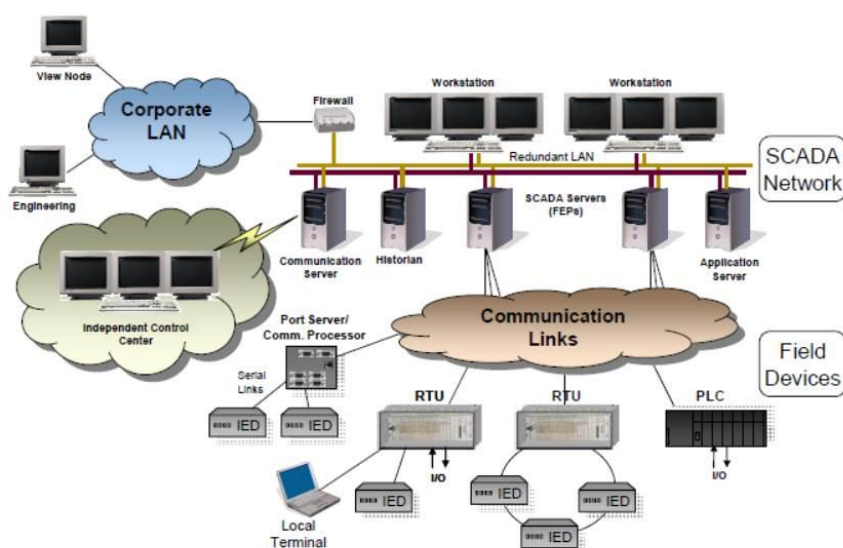 View Node
Corporate
LAN
Engineering
Firewall
Workstation
Workstation
Redundant LAN
SCADA
Network
SCADA Servers
(FEPs)
Communication
Server
Historian
Application
Server
Independent Control
Center
Communication
Links
Port Server/
Comm. Processor
Serial
Links
IED
IED
Field
Devices
RTU
RTU
PLC
I/O
I/O
IED
IED
IED
IED
Local
Terminal